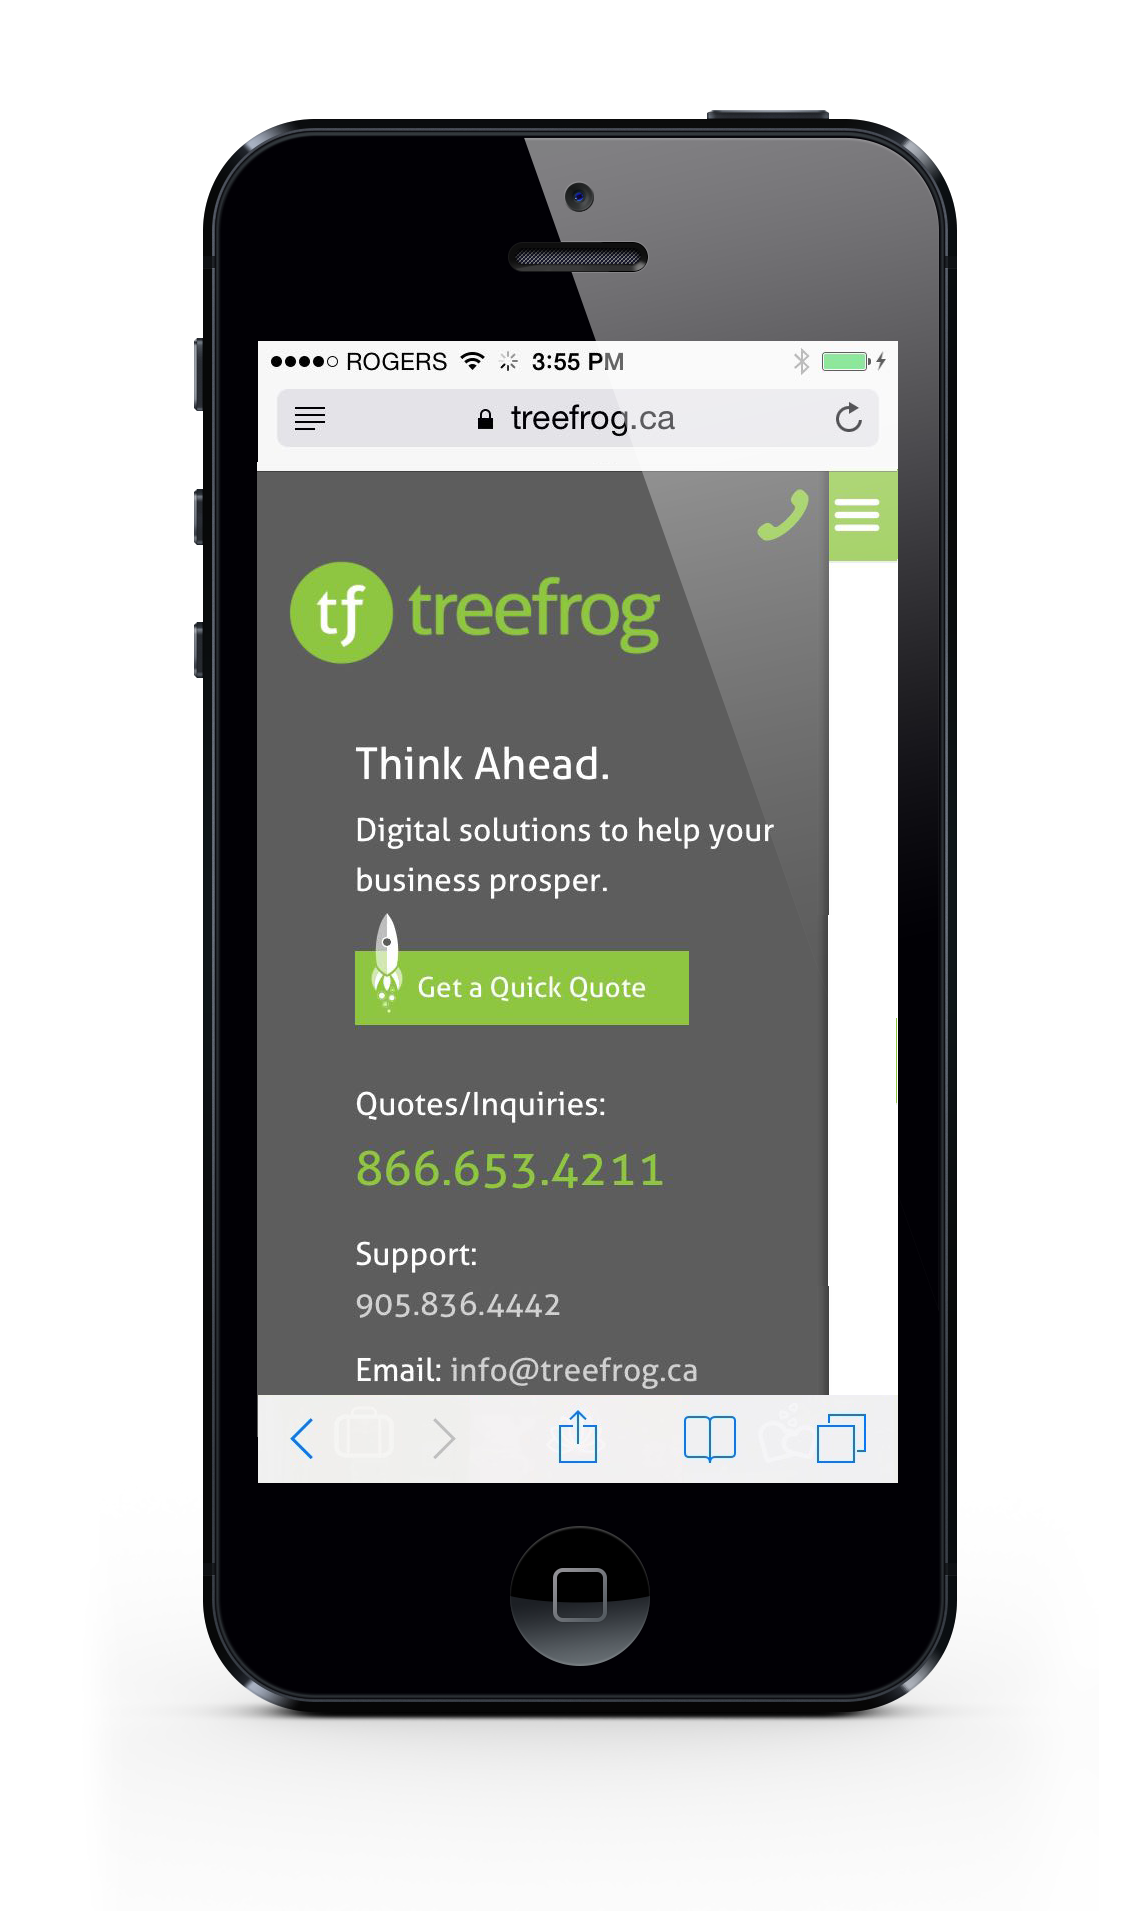 ROGERS 3:55 PM
treefrog.ca
tf treefrog
Think Ahead.
Digital solutions to help your
business prosper.
Get a Quick Quote
Quotes/Inquiries:
866.653.4211
Support:
905.836.4442
Email: info@treefrog.ca